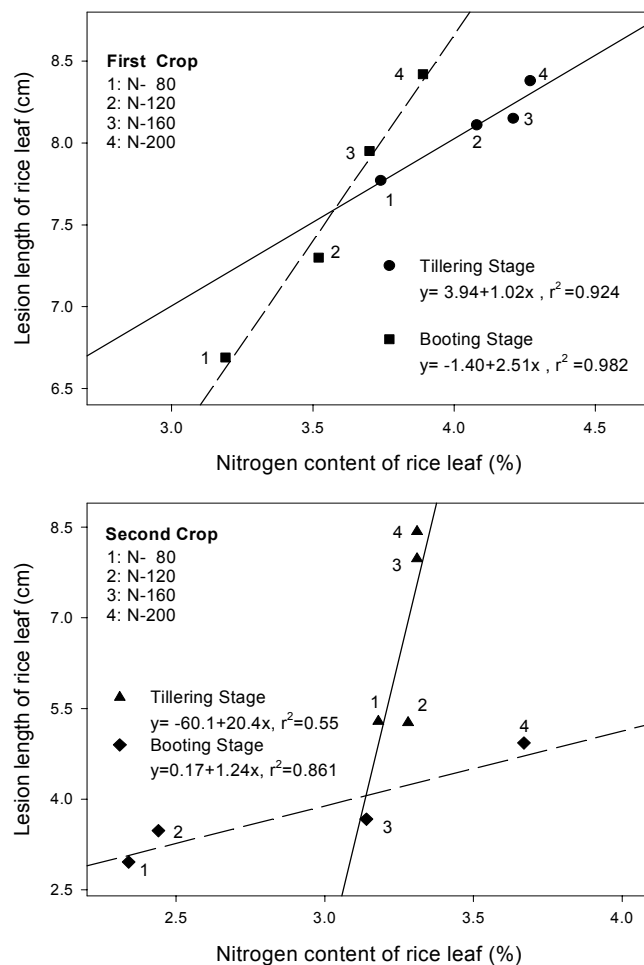 First Crop
1: N- 80
2: N-120
3: N-160
4: N-200
8.5
8.0
7.5
7.0
6.5
Lesion length of rice leaf (cm)
4
3
2
1
4
3
2
1
Tillering Stage
y= 3.94+1.02x , r²=0.924
Booting Stage
y= -1.40+2.51x , r²=0.982
3.0 3.5 4.0 4.5
Nitrogen content of rice leaf (%)
Second Crop
1: N- 80
2: N-120
3: N-160
4: N-200
8.5
7.0
5.5
4.0
2.5
Lesion length of rice leaf (cm)
4
3
1 2
4
Tillering Stage
y= -60.1+20.4x, r²=0.55
Booting Stage
y=0.17+1.24x, r²=0.861
3
2
1
2.5 3.0 3.5 4.0
Nitrogen content of rice leaf (%)